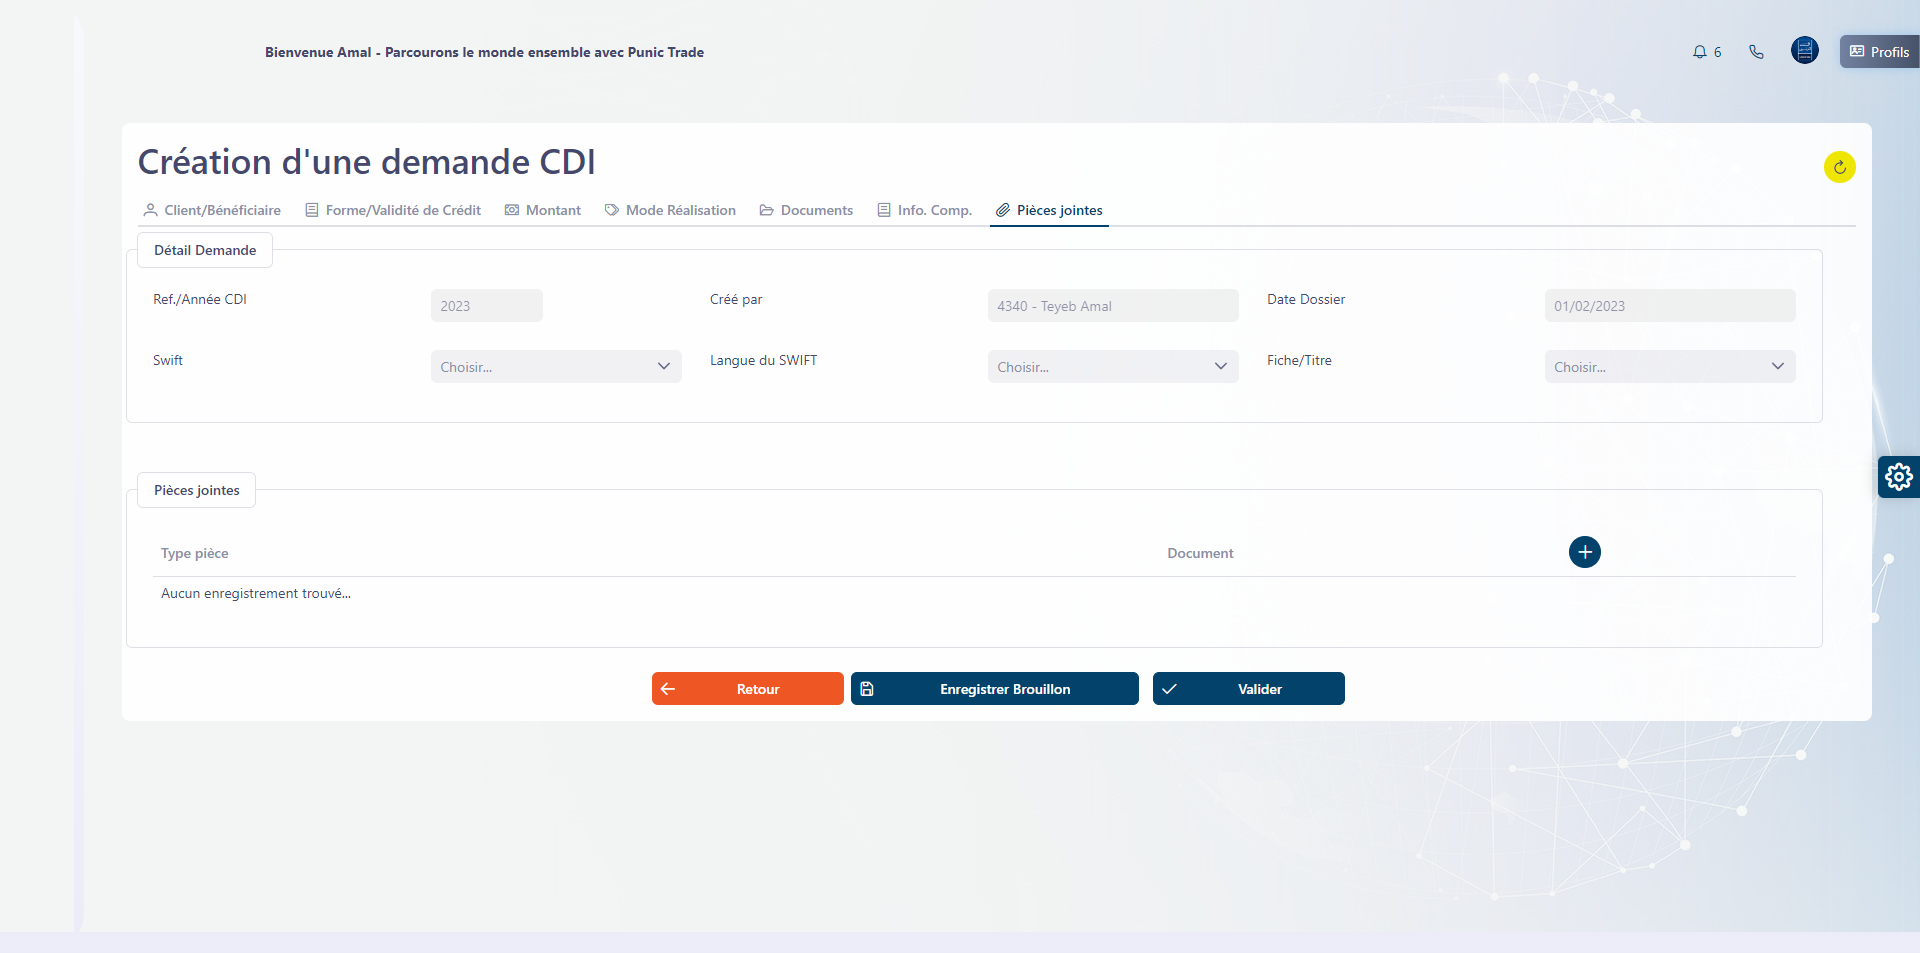 Bienvenue Amal - Parcourons le monde ensemble avec Punic Trade
6
Profils
Création d'une demande CDI
Client/Bénéficiaire Forme/Validité de Crédit Montant Mode Réalisation Documents Info. Comp. Pièces jointes
Détail Demande
Ref./Année CDI 2023 Créé par 4340 - Teyeb Amal Date Dossier 01/02/2023
Swift Choisir... Langue du SWIFT Choisir... Fiche/Titre Choisir...
Pièces jointes
Type pièce Document
Aucun enregistrement trouvé...
Retour Enregistrer Brouillon Valider